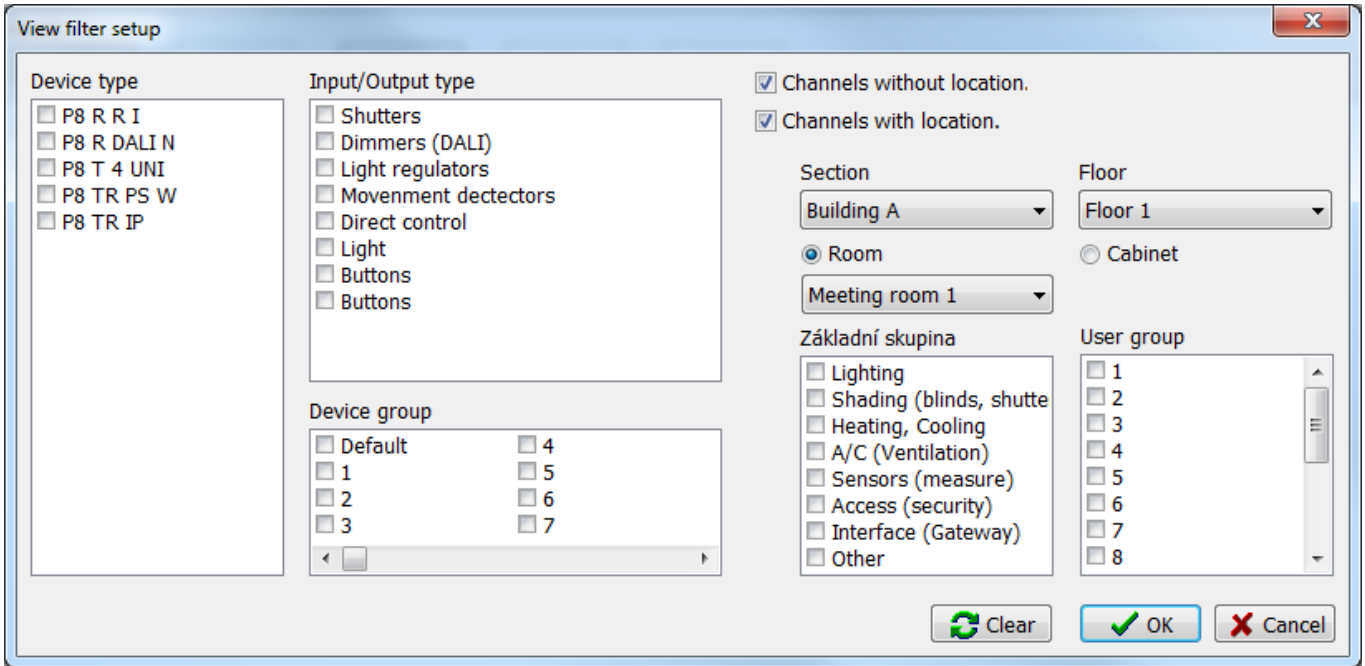 View filter setup
Device type
P8 R R I
P8 R DALI N
P8 T 4 UNI
P8 TR PS W
P8 TR IP
Input/Output type
Shutters
Dimmers (DALI)
Light regulators
Movenment dectectors
Direct control
Light
Buttons
Buttons
Device group
Default
1
2
3
4
5
6
7
Channels without location.
Channels with location.
Section
Building A
Floor
Floor 1
Room
Cabinet
Meeting room 1
Základní skupina
Lighting
Shading (blinds, shutte
Heating, Cooling
A/C (Ventilation)
Sensors (measure)
Access (security)
Interface (Gateway)
Other
User group
1
2
3
4
5
6
7
8
Clear
OK
Cancel